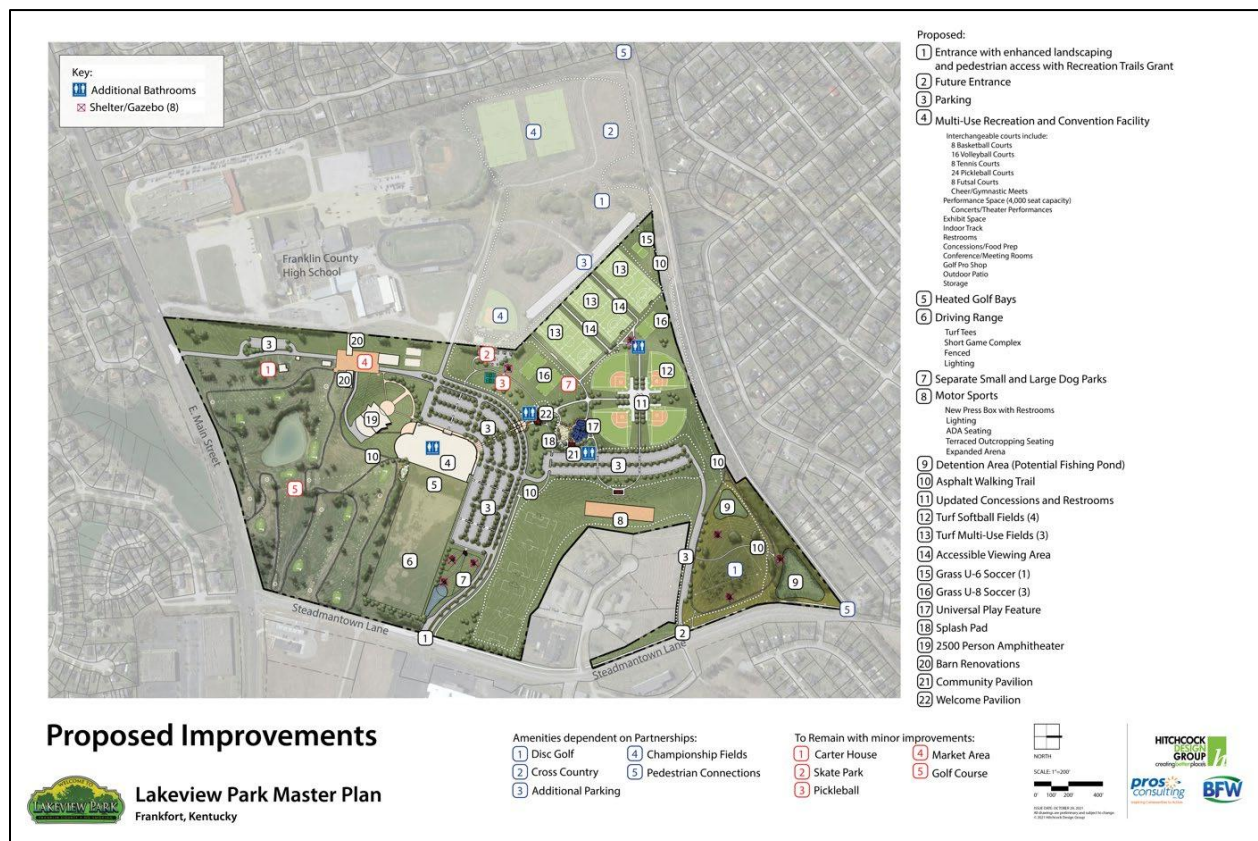 Key:
Additional Bathrooms
Shelter/Gazebo (8)
Franklin County
High School
E. Main Street
Steadmantown Lane
Steadmantown Lane
Proposed:
1 Entrance with enhanced landscaping
and pedestrian access with Recreation Trails Grant
2 Future Entrance
3 Parking
4 Multi-Use Recreation and Convention Facility
Interchangeable courts include:
8 Basketball Courts
16 Volleyball Courts
8 Tennis Courts
24 Pickleball Courts
8 Futsal Courts
Cheer/Gymnastic Meets
Performance Space (4,000 seat capacity)
Concerts/Theater Performances
Exhibit Space
Indoor Track
Restrooms
Concessions/Food Prep
Conference/Meeting Rooms
Golf Pro Shop
Outdoor Patio
Storage
5 Heated Golf Bays
6 Driving Range
Turf Tees
Short Game Complex
Fenced
Lighting
7 Separate Small and Large Dog Parks
8 Motor Sports
New Press Box with Restrooms
Lighting
ADA Seating
Terraced Outcropping Seating
Expanded Arena
9 Detention Area (Potential Fishing Pond)
10 Asphalt Walking Trail
11 Updated Concessions and Restrooms
12 Turf Softball Fields (4)
13 Turf Multi-Use Fields (3)
14 Accessible Viewing Area
15 Grass U-6 Soccer (1)
16 Grass U-8 Soccer (3)
17 Universal Play Feature
18 Splash Pad
19 2500 Person Amphitheater
20 Barn Renovations
21 Community Pavilion
22 Welcome Pavilion
Proposed Improvements
LAKEVIEW PARK
Lakeview Park Master Plan
Frankfort, Kentucky
Amenities dependent on Partnerships:
1 Disc Golf
2 Cross Country
3 Additional Parking
4 Championship Fields
5 Pedestrian Connections
To Remain with minor improvements:
1 Carter House
2 Skate Park
3 Pickleball
4 Market Area
5 Golf Course
NORTH
SCALE: 1"=200'
0' 100' 200' 400'
HITCHCOCK
DESIGN
GROUP
creating better places
pros
consulting
BFW